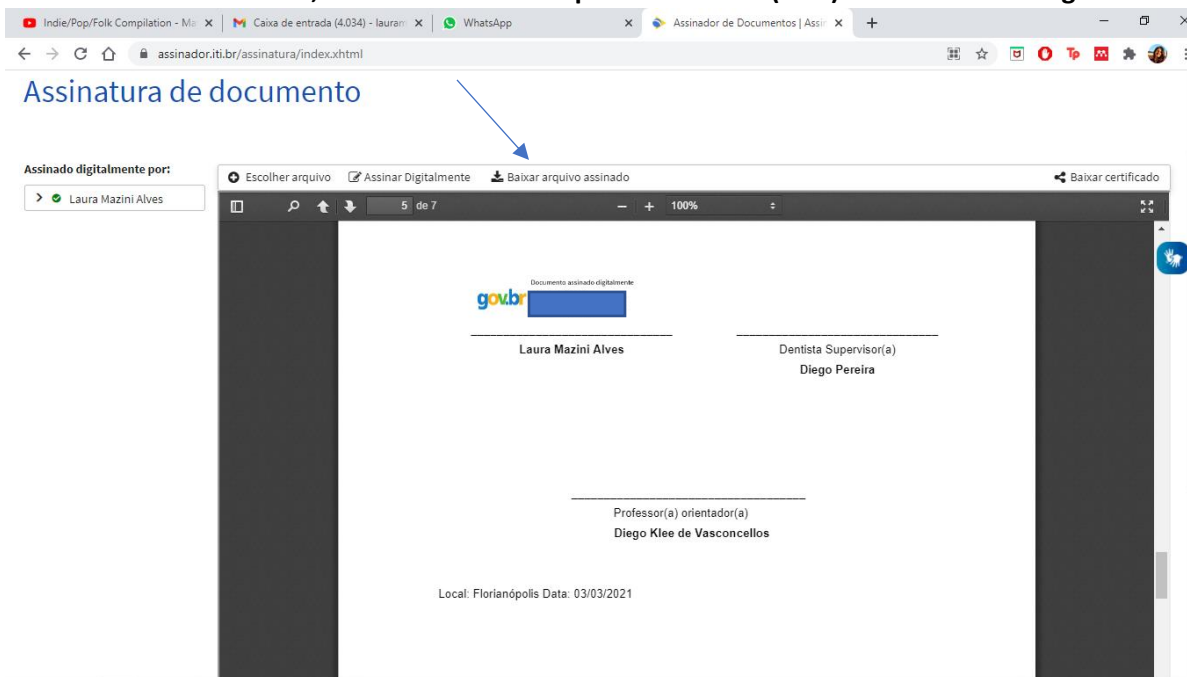 Indie/Pop/Folk Compilation - Ma
Caixa de entrada (4.034) - lauram
WhatsApp
Assinador de Documentos | Assi
assinador.iti.br/assinatura/index.xhtml
Assinatura de documento
Assinado digitalmente por:
Laura Mazini Alves
Escolher arquivo Assinar Digitalmente Baixar arquivo assinado Baixar certificado
5 de 7 100%
Documento assinado digitalmente
gov.br
Laura Mazini Alves
Dentista Supervisor(a)
Diego Pereira
Professor(a) orientador(a)
Diego Klee de Vasconcellos
Local: Florianópolis Data: 03/03/2021